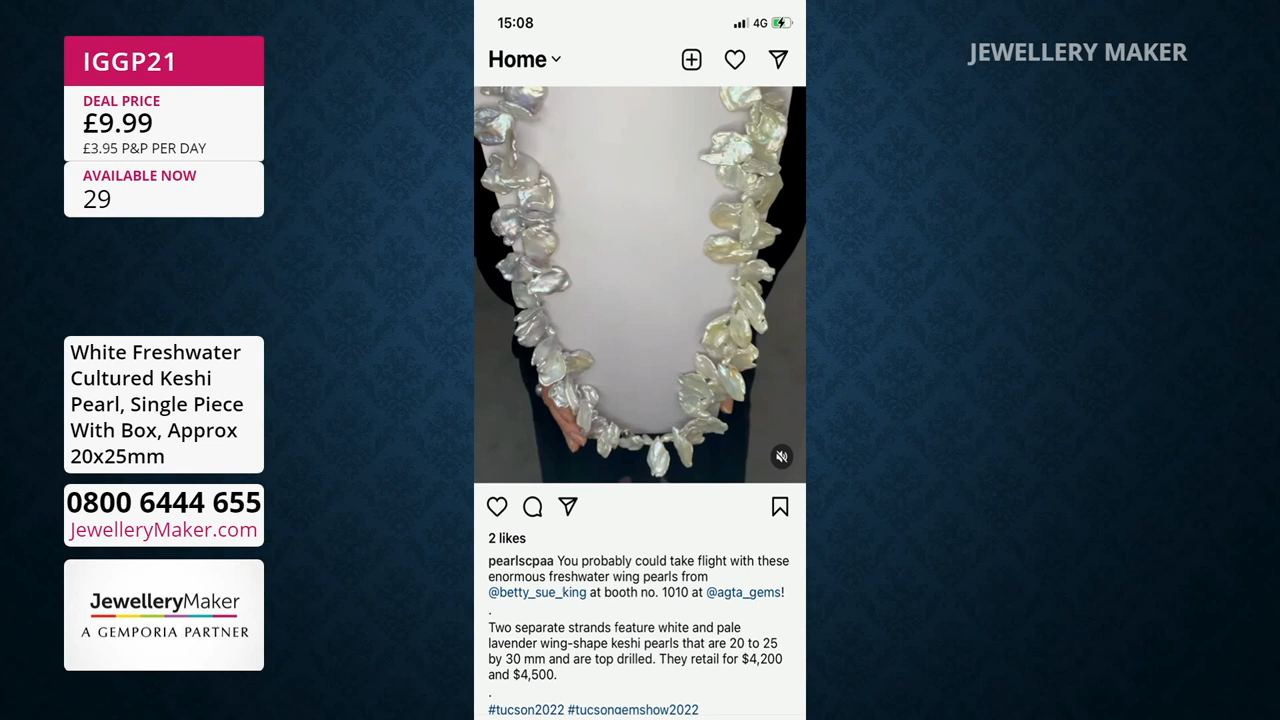 IGGP21
DEAL PRICE
£9.99
£3.95 P&P PER DAY
AVAILABLE NOW
29
White Freshwater
Cultured Keshi
Pearl, Single Piece
With Box, Approx
20x25mm
0800 6444 655
JewelleryMaker.com
JewelleryMaker
A GEMPORIA PARTNER
15:08
4G
Home
2 likes
pearlscpaa You probably could take flight with these
enormous freshwater wing pearls from
@betty_sue_king at booth no. 1010 at @agta_gems!
.
Two separate strands feature white and pale
lavender wing-shape keshi pearls that are 20 to 25
by 30 mm and are top drilled. They retail for $4,200
and $4,500.
.
#tucson2022 #tucsongemshow2022
JEWELLERY MAKER